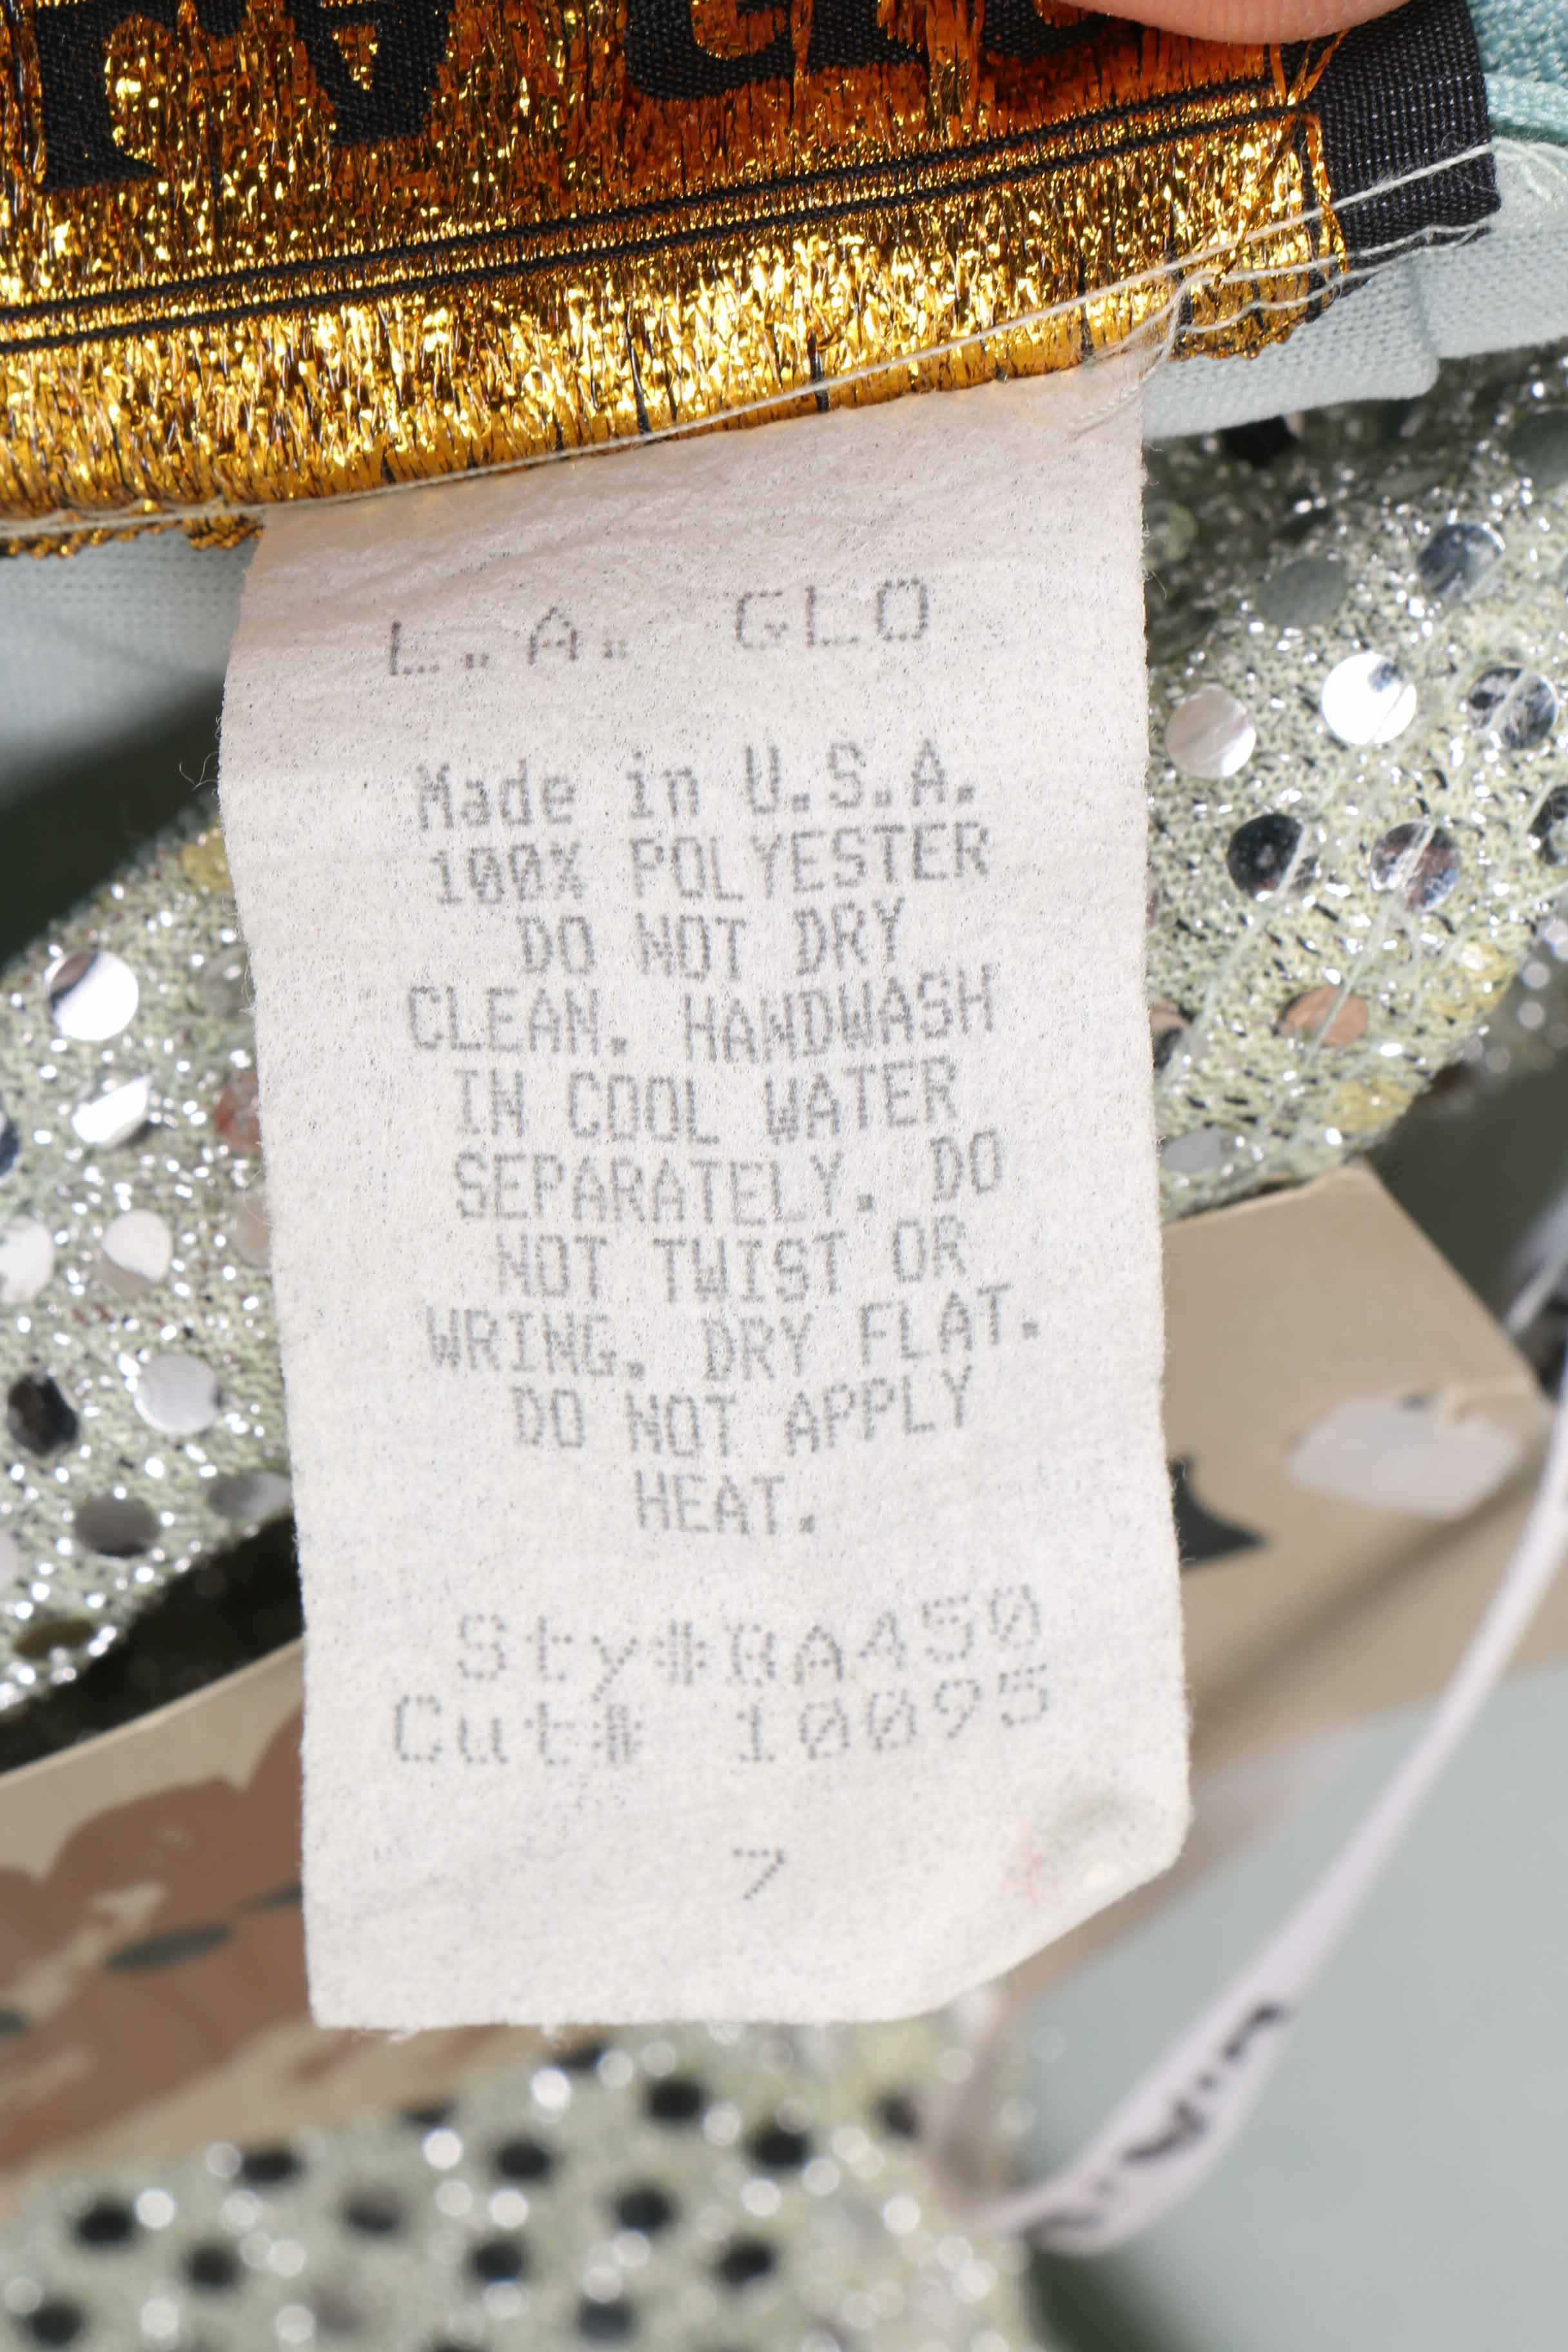 L.A. GLO
Made in U.S.A.
100% POLYESTER
DO NOT DRY
CLEAN. HANDWASH
IN COOL WATER
SEPARATELY. DO
NOT TWIST OR
WRING. DRY FLAT.
DO NOT APPLY
HEAT.
Sty#BA450
Cut# 10095
7